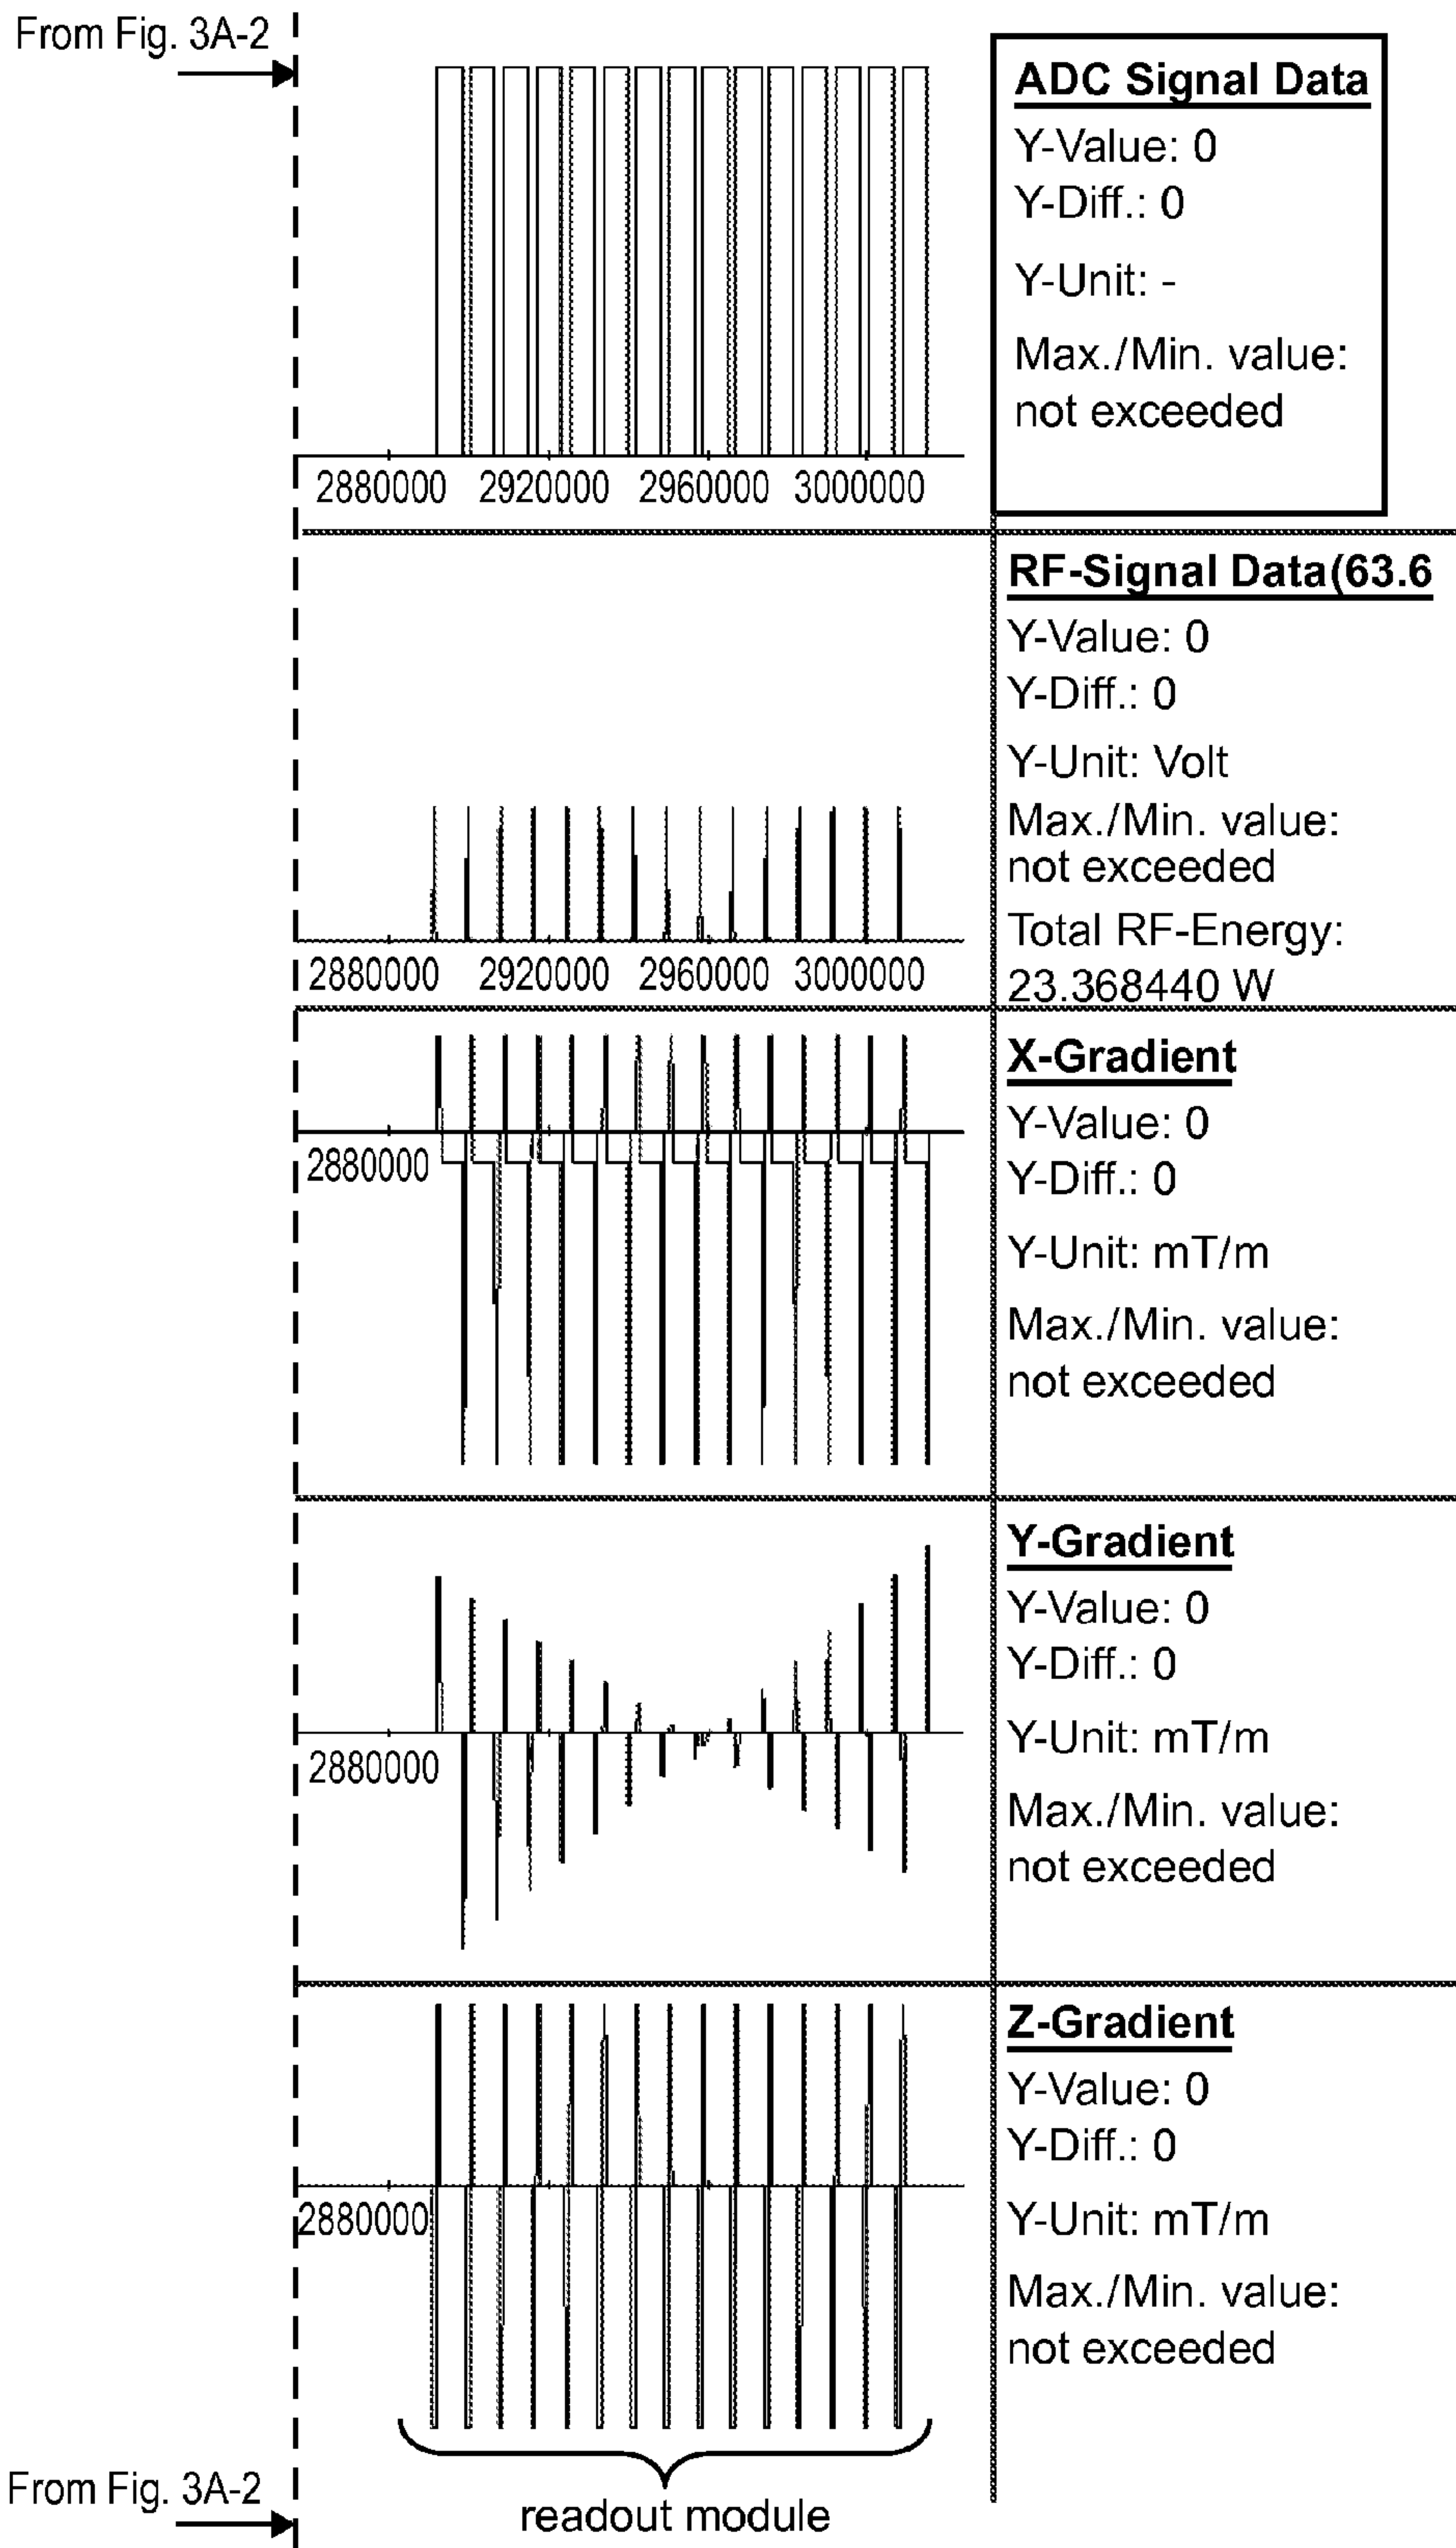 From Fig. 3A-2
2880000 2920000 2960000 3000000
ADC Signal Data
Y-Value: 0
Y-Diff.: 0
Y-Unit: -
Max./Min. value:
not exceeded
2880000 2920000 2960000 3000000
RF-Signal Data(63.6
Y-Value: 0
Y-Diff.: 0
Y-Unit: Volt
Max./Min. value:
not exceeded
Total RF-Energy:
23.368440 W
2880000
X-Gradient
Y-Value: 0
Y-Diff.: 0
Y-Unit: mT/m
Max./Min. value:
not exceeded
2880000
Y-Gradient
Y-Value: 0
Y-Diff.: 0
Y-Unit: mT/m
Max./Min. value:
not exceeded
2880000
Z-Gradient
Y-Value: 0
Y-Diff.: 0
Y-Unit: mT/m
Max./Min. value:
not exceeded
From Fig. 3A-2
readout module